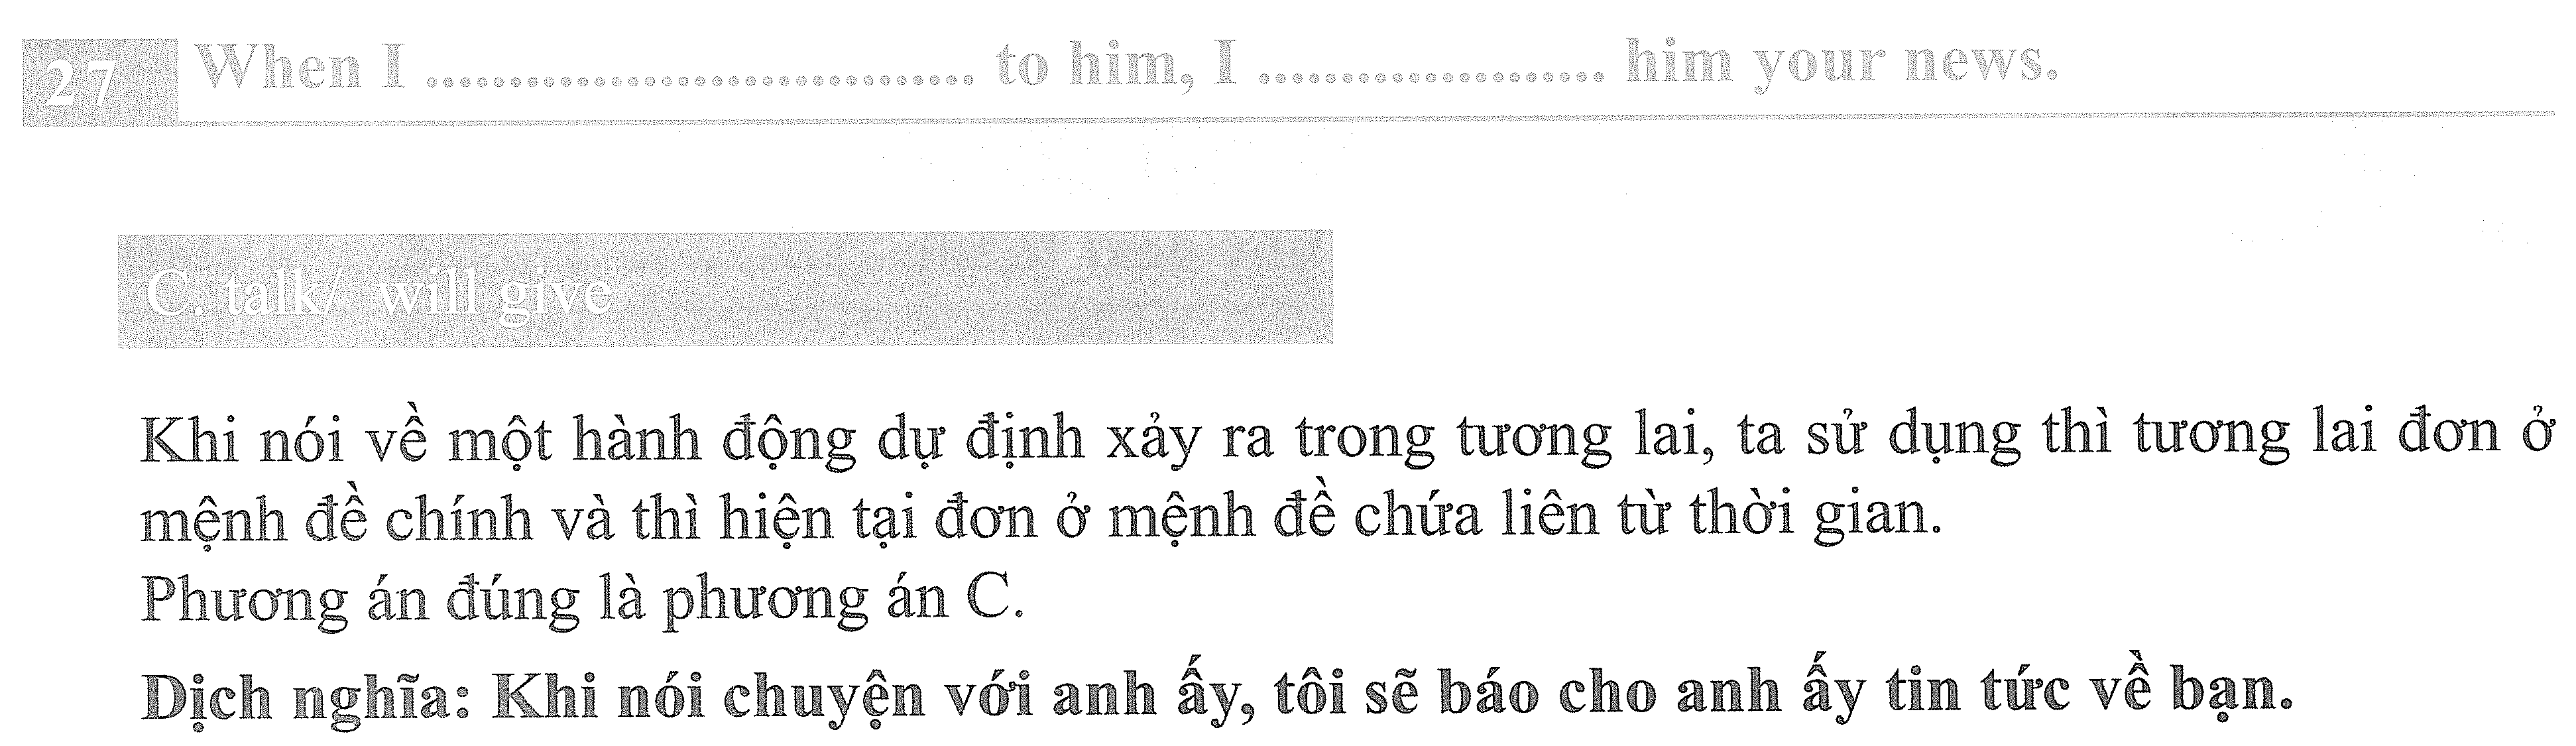 27 When I ................................. to him, I ..................... him your news.
C. talk/ will give
Khi nói về một hành động dự định xảy ra trong tương lai, ta sử dụng thì tương lai đơn ở
mệnh đề chính và thì hiện tại đơn ở mệnh đề chứa liên từ thời gian.
Phương án đúng là phương án C.
Dịch nghĩa: Khi nói chuyện với anh ấy, tôi sẽ báo cho anh ấy tin tức về bạn.